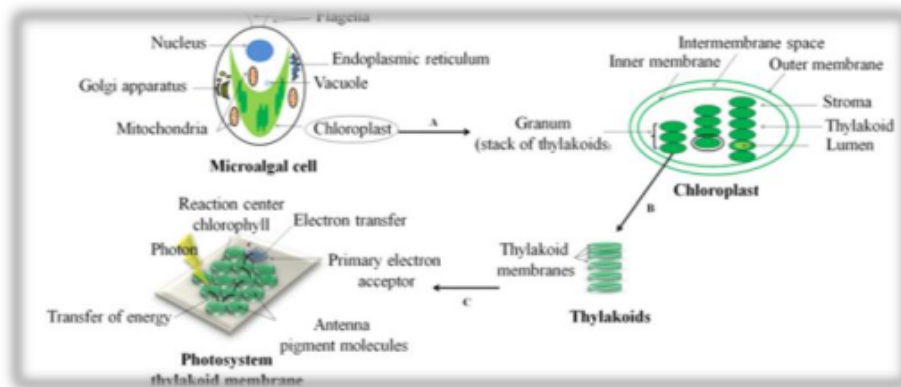 Flagella
Nucleus
Endoplasmic reticulum
Golgi apparatus
Vacuole
Mitochondria
Chloroplast
Microalgal cell
A
Intermembrane space
Inner membrane
Outer membrane
Stroma
Granum
(stack of thylakoids)
Thylakoid
Lumen
Chloroplast
B
Thylakoid
membranes
Thylakoids
C
Reaction center
chlorophyll
Electron transfer
Photon
Primary electron
acceptor
Transfer of energy
Antenna
pigment molecules
Photosystem
thylakoid membrane